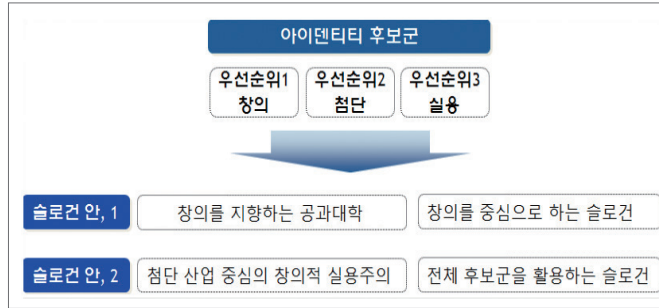 아이덴티티 후보군
우선순위1 우선순위2 우선순위3
창의 첨단 실용
슬로건 안, 1 창의를 지향하는 공과대학 창의를 중심으로 하는 슬로건
슬로건 안, 2 첨단 산업 중심의 창의적 실용주의 전체 후보군을 활용하는 슬로건